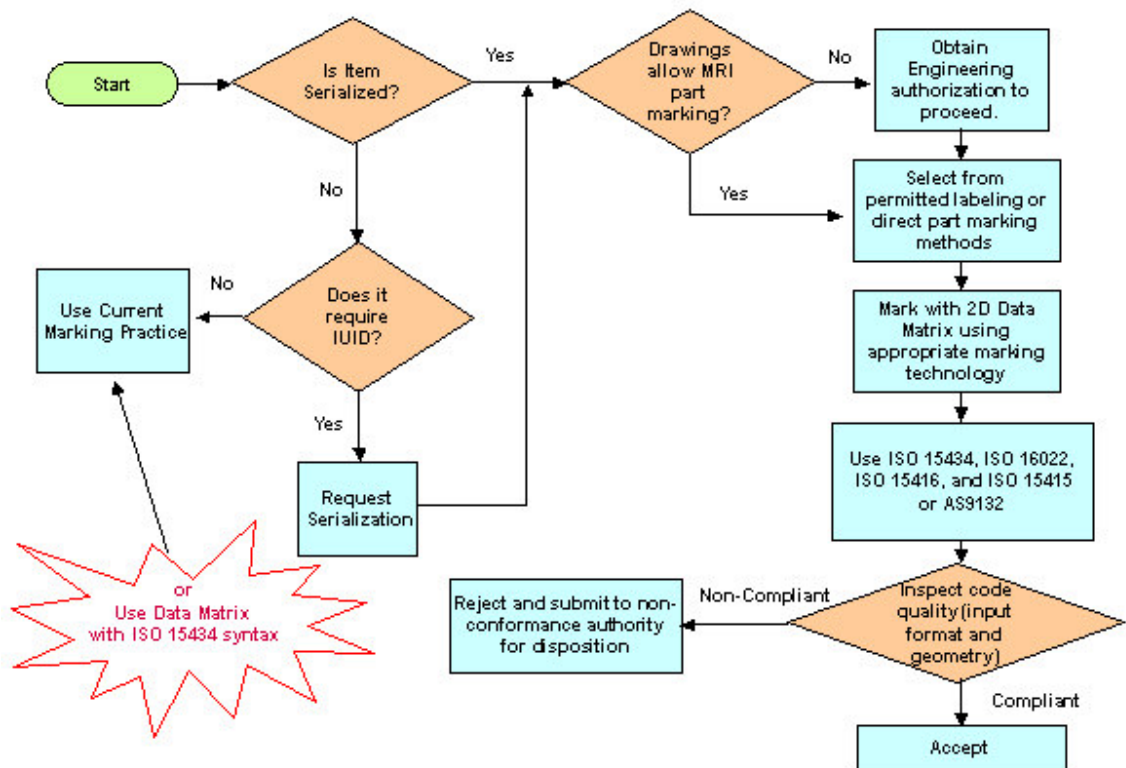 Start
Is Item
Serialized?
Yes
Drawings
allow MRI
part
marking?
No
Obtain
Engineering
authorization to
proceed.
No
Yes
Select from
permitted labeling or
direct part marking
methods
Use Current
Marking Practice
No
Does it
require
IUID?
Mark with 2D Data
Matrix using
appropriate marking
technology
Yes
Request
Serialization
Use ISO 15434, ISO 16022,
ISO 15416, and ISO 15415
or AS9132
or
Use Data Matrix
with ISO 15434 syntax
Reject and submit to non-
conformance authority
for disposition
Non-Compliant
Inspect code
quality(input
format and
geometry)
Compliant
Accept